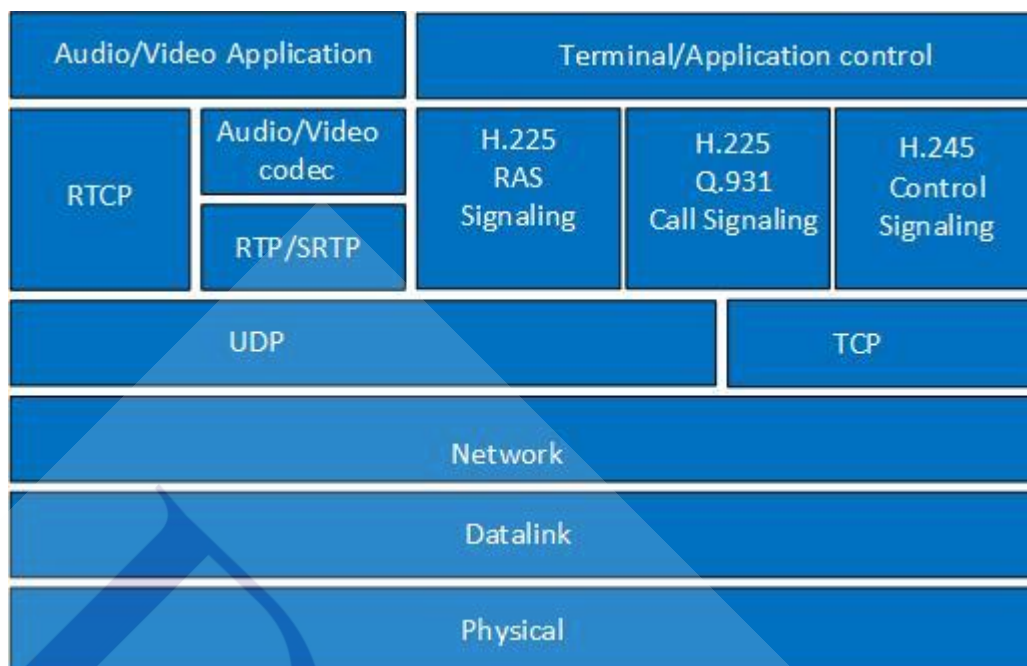 Audio/Video Application
Terminal/Application control
RTCP
Audio/Video
codec
RTP/SRTP
H.225
RAS
Signaling
H.225
Q.931
Call Signaling
H.245
Control
Signaling
UDP
TCP
Network
Datalink
Physical